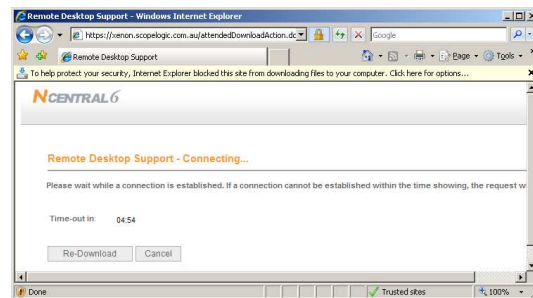 Remote Desktop Support - Windows Internet Explorer
https://xenon.scopelogic.com.au/attendedDownloadAction.dc
Google
Remote Desktop Support
Page
Tools
To help protect your security, Internet Explorer blocked this site from downloading files to your computer. Click here for options...
NCENTRAL6
Remote Desktop Support - Connecting...
Please wait while a connection is established. If a connection cannot be established within the time showing, the request w
Time-out in: 04:54
Re-Download Cancel
Done Trusted sites 100%